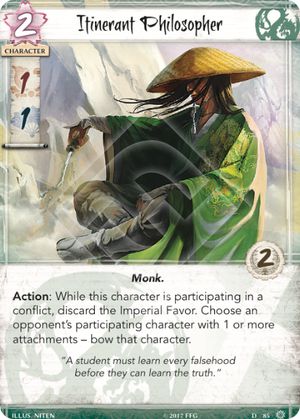 2
Itinerant Philosopher
CHARACTER
1
1
2
Monk.
Action: While this character is participating in a
conflict, discard the Imperial Favor. Choose an
opponent's participating character with 1 or more
attachments – bow that character.
"A student must learn every falsehood
before they can learn the truth."
ILLUS. NITEN
©2017 FFG
D 85